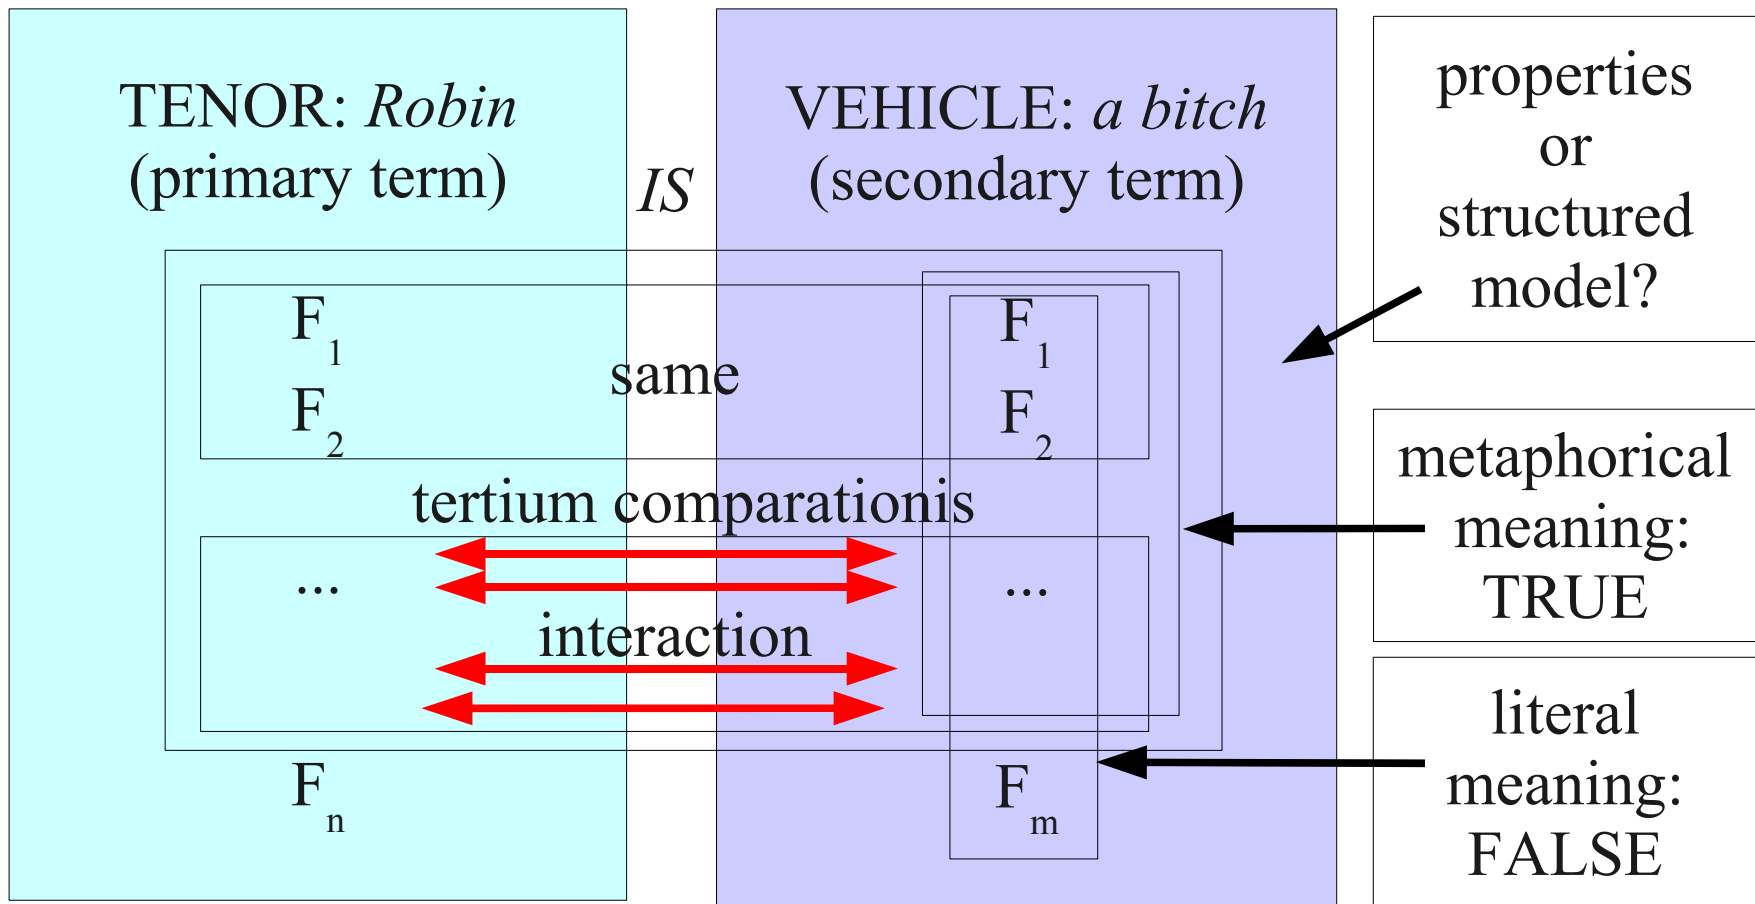 TENOR: Robin
(primary term)
IS
VEHICLE: a bitch
(secondary term)
F1
F2
same
F1
F2
tertium comparationis
...
...
interaction
Fn
Fm
properties
or
structured
model?
metaphorical
meaning:
TRUE
literal
meaning:
FALSE